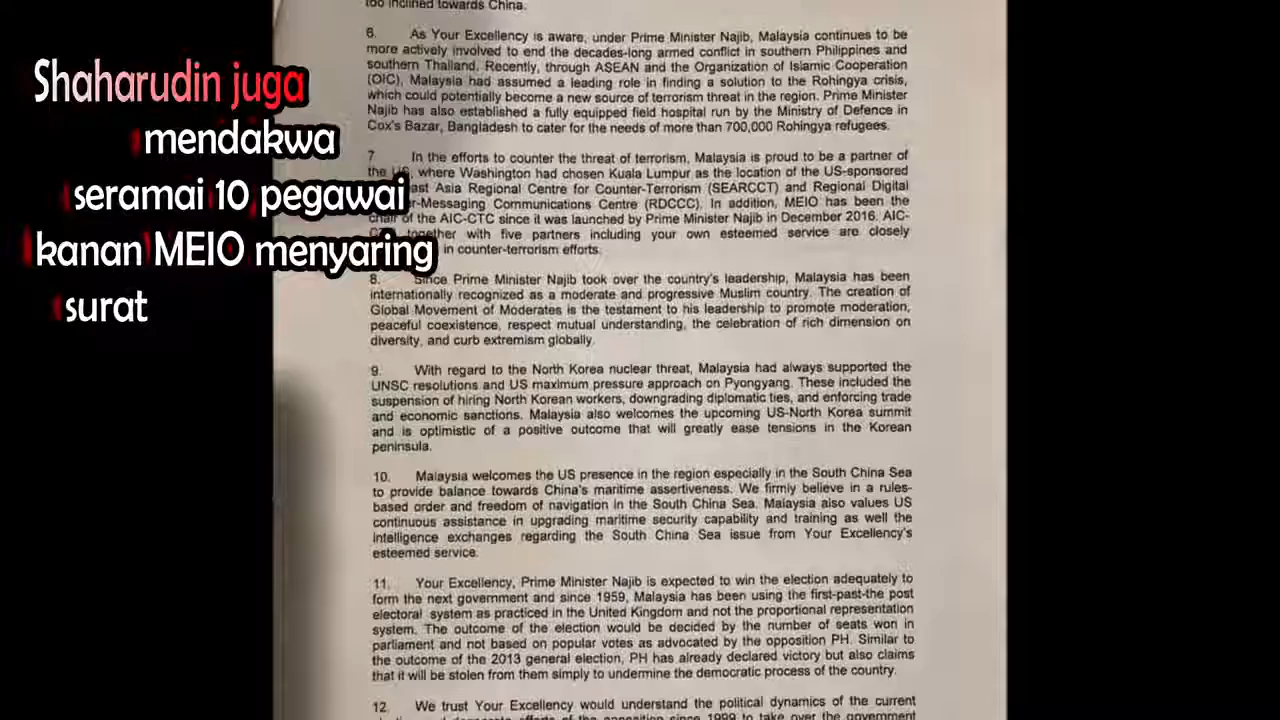 Shaharudin juga
mendakwa
seramai 10 pegawai
kanan MEIO menyaring
surat
too inclined towards China.
6. As Your Excellency is aware, under Prime Minister Najib, Malaysia continues to be
more actively involved to end the decades-long armed conflict in southern Philippines and
southern Thailand. Recently, through ASEAN and the Organization of Islamic Cooperation
(OIC), Malaysia had assumed a leading role in finding a solution to the Rohingya crisis,
which could potentially become a new source of terrorism threat in the region. Prime Minister
Najib has also established a fully equipped field hospital run by the Ministry of Defence in
Cox's Bazar, Bangladesh to cater for the needs of more than 700,000 Rohingya refugees.
7 In the efforts to counter the threat of terrorism, Malaysia is proud to be a partner of
the US, where Washington had chosen Kuala Lumpur as the location of the US-sponsored
ast Asia Regional Centre for Counter-Terrorism (SEARCCT) and Regional Digital
r-Messaging Communications Centre (RDCCC). In addition, MEIO has been the
chair of the AIC-CTC since it was launched by Prime Minister Najib in December 2016. AIC-
together with five partners including your own esteemed service are closely
in counter-terrorism efforts.
8. Since Prime Minister Najib took over the country's leadership, Malaysia has been
internationally recognized as a moderate and progressive Muslim country. The creation of
Global Movement of Moderates is the testament to his leadership to promote moderation,
peaceful coexistence, respect mutual understanding, the celebration of rich dimension on
diversity, and curb extremism globally.
9. With regard to the North Korea nuclear threat, Malaysia had always supported the
UNSC resolutions and US maximum pressure approach on Pyongyang. These included the
suspension of hiring North Korean workers, downgrading diplomatic ties, and enforcing trade
and economic sanctions. Malaysia also welcomes the upcoming US-North Korea summit
and is optimistic of a positive outcome that will greatly ease tensions in the Korean
peninsula.
10. Malaysia welcomes the US presence in the region especially in the South China Sea
to provide balance towards China's maritime assertiveness. We firmly believe in a rules-
based order and freedom of navigation in the South China Sea. Malaysia also values US
continuous assistance in upgrading maritime security capability and training as well the
intelligence exchanges regarding the South China Sea issue from Your Excellency's
esteemed service.
11. Your Excellency, Prime Minister Najib is expected to win the election adequately to
form the next government and since 1959, Malaysia has been using the first-past-the post
electoral system as practiced in the United Kingdom and not the proportional representation
system. The outcome of the election would be decided by the number of seats won in
parliament and not based on popular votes as advocated by the opposition PH. Similar to
the outcome of the 2013 general election, PH has already declared victory but also claims
that it will be stolen from them simply to undermine the democratic process of the country.
12. We trust Your Excellency would understand the political dynamics of the current
of the opposition since 1999 to take over the government